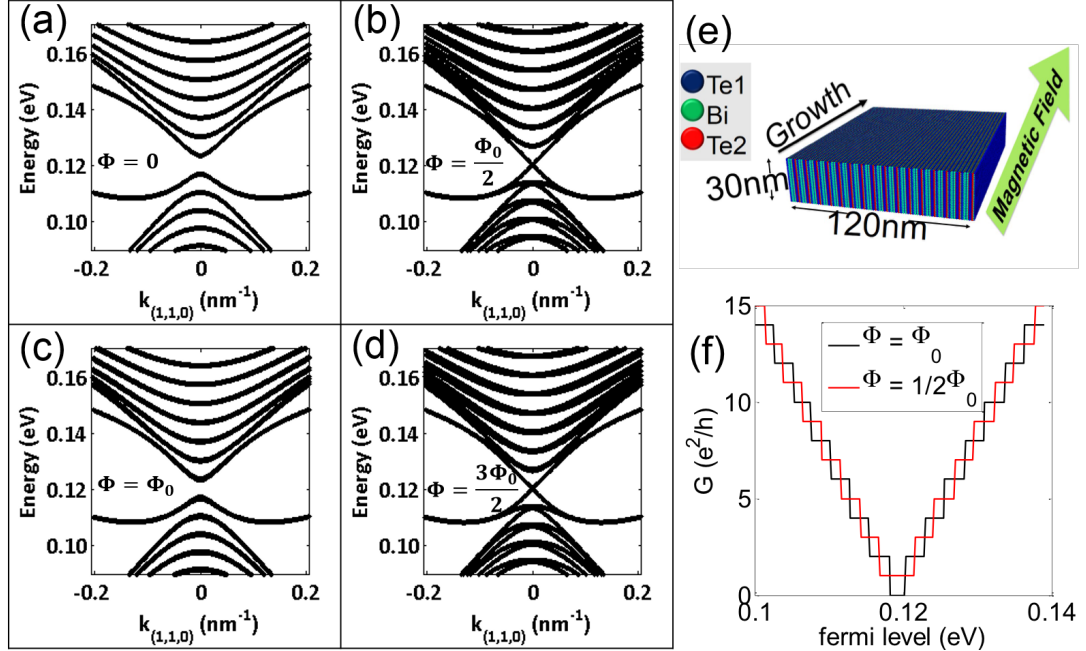 (a)
0.16
0.14
0.12
0.10
Energy (eV)
Φ = 0
-0.2 0 0.2
k(1,1,0) (nm-1)
(b)
0.16
0.14
0.12
0.10
Energy (eV)
Φ = Φ0/2
-0.2 0 0.2
k(1,1,0) (nm-1)
(c)
0.16
0.14
0.12
0.10
Energy (eV)
Φ = Φ0
-0.2 0 0.2
k(1,1,0) (nm-1)
(d)
0.16
0.14
0.12
0.10
Energy (eV)
Φ = 3Φ0/2
-0.2 0 0.2
k(1,1,0) (nm-1)
(e)
Te1
Bi
Te2
Growth
30nm
120nm
Magnetic Field
(f)
15
10
5
0
G (e2/h)
Φ = Φ0
Φ = 1/2Φ0
0.1 0.12 0.14
fermi level (eV)